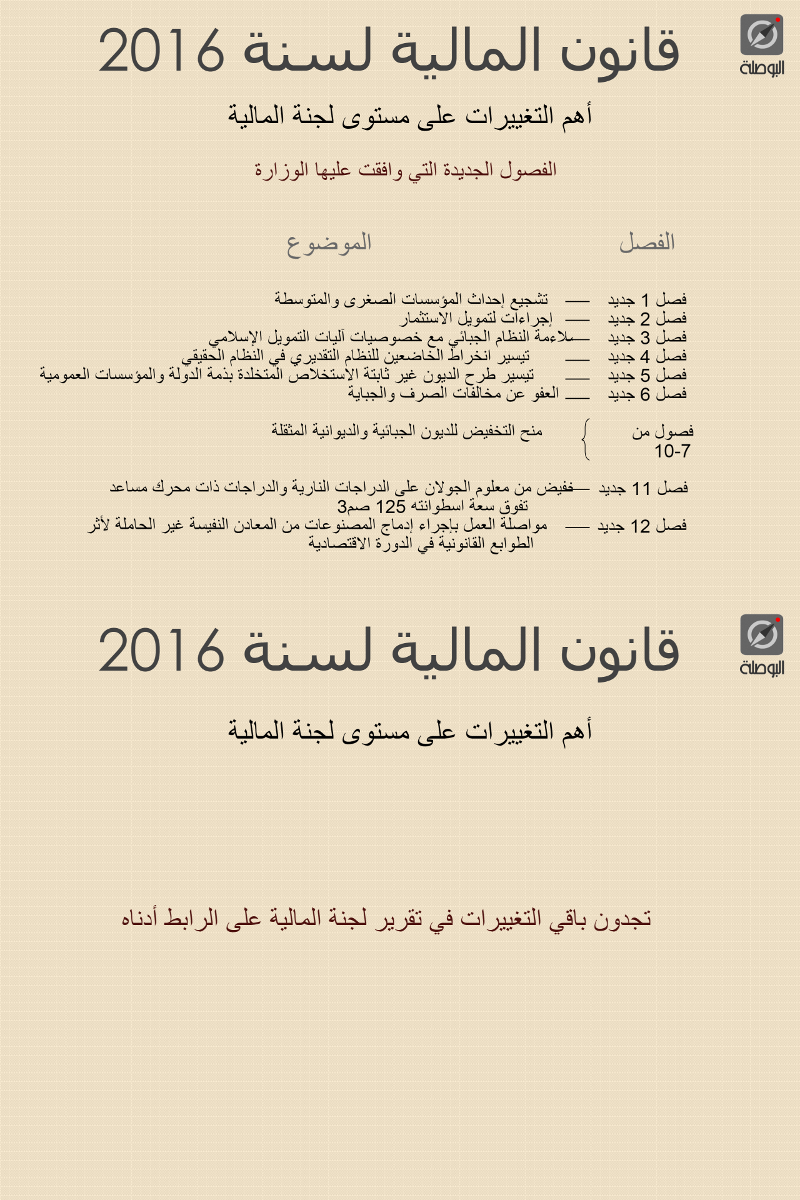 البوصلة
قانون المالية لسنة 2016
أهم التغييرات على مستوى لجنة المالية
الفصول الجديدة التي وافقت عليها الوزارة
الفصل الموضوع
فصل 1 جديد — تشجيع إحداث المؤسسات الصغرى والمتوسطة
فصل 2 جديد — إجراءات لتمويل الاستثمار
فصل 3 جديد — ملاءمة النظام الجبائي مع خصوصيات آليات التمويل الإسلامي
فصل 4 جديد — تيسير انخراط الخاضعين للنظام التقديري في النظام الحقيقي
فصل 5 جديد — تيسير طرح الديون غير ثابتة الاستخلاص المتخلدة بذمة الدولة والمؤسسات العمومية
فصل 6 جديد — العفو عن مخالفات الصرف والجباية
فصول من منح التخفيض للديون الجبائية والديوانية المثقلة
10-7
فصل 11 جديد — خفيض من معلوم الجولان على الدراجات النارية والدراجات ذات محرك مساعد
تفوق سعة اسطوانته 125 صم3
فصل 12 جديد — مواصلة العمل بإجراء إدماج المصنوعات من المعادن النفيسة غير الحاملة لأثر
الطوابع القانونية في الدورة الاقتصادية
البوصلة
قانون المالية لسنة 2016
أهم التغييرات على مستوى لجنة المالية
تجدون باقي التغييرات في تقرير لجنة المالية على الرابط أدناه